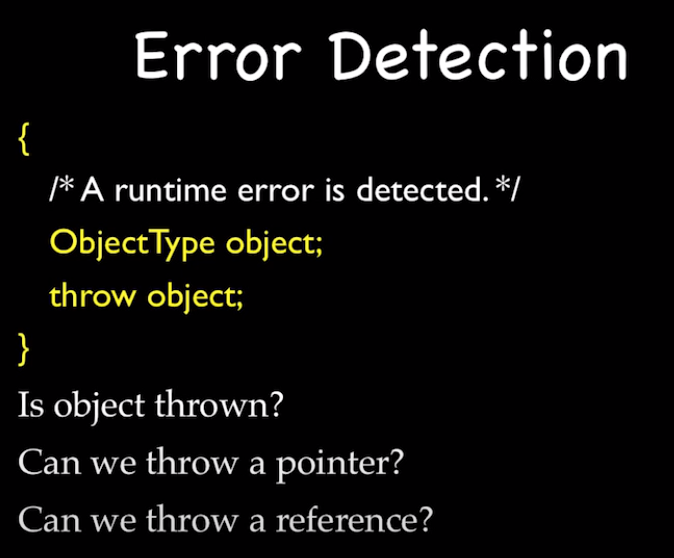 Error Detection
{
/* A runtime error is detected. */
ObjectType object;
throw object;
}
Is object thrown?
Can we throw a pointer?
Can we throw a reference?